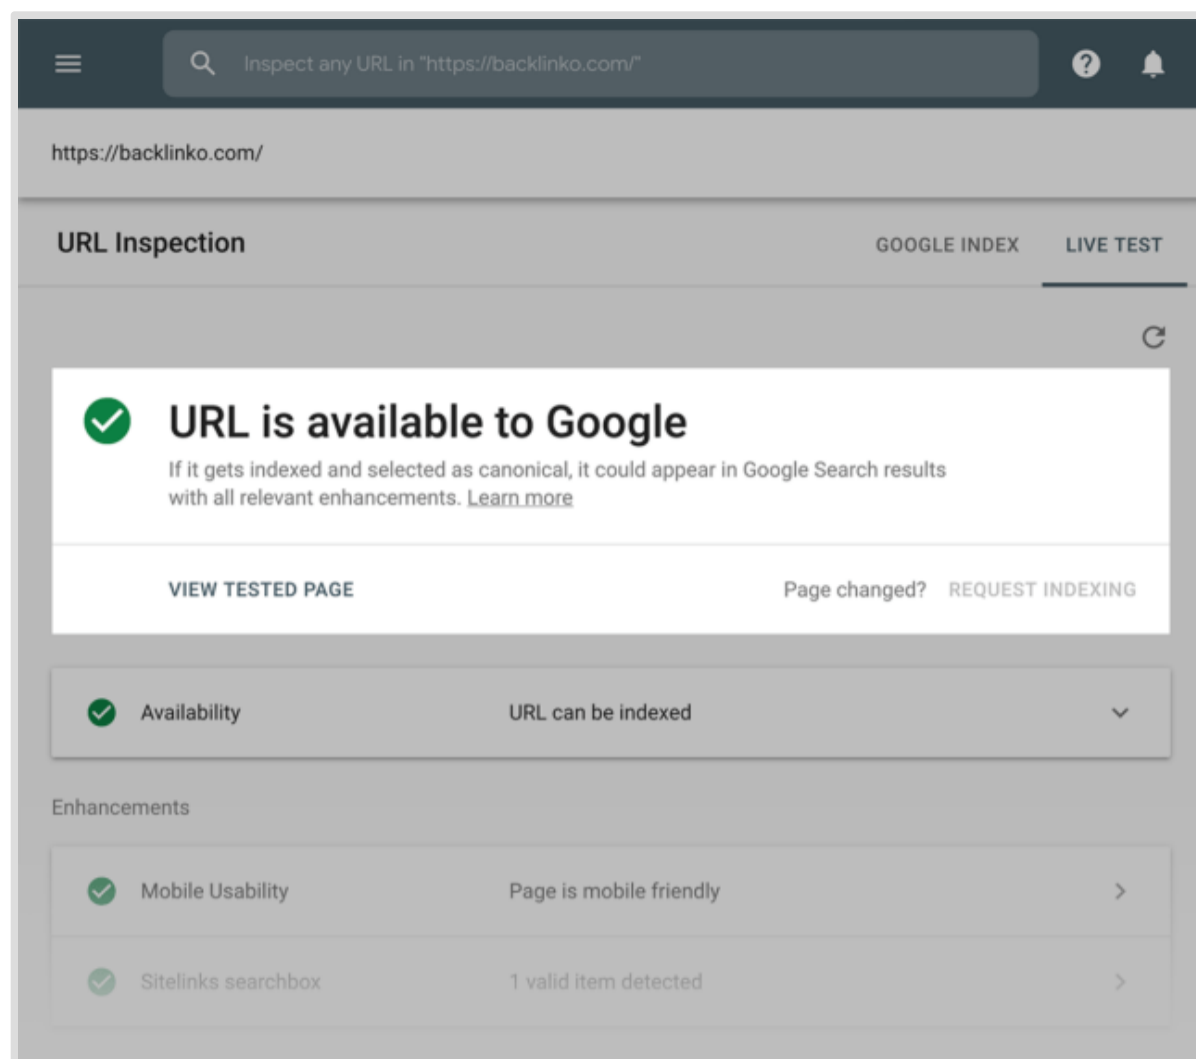 Inspect any URL in "https://backlinko.com/"
https://backlinko.com/
URL Inspection
GOOGLE INDEX
LIVE TEST
URL is available to Google
If it gets indexed and selected as canonical, it could appear in Google Search results
with all relevant enhancements. Learn more
VIEW TESTED PAGE
Page changed? REQUEST INDEXING
Availability
URL can be indexed
Enhancements
Mobile Usability
Page is mobile friendly
Sitelinks searchbox
1 valid item detected